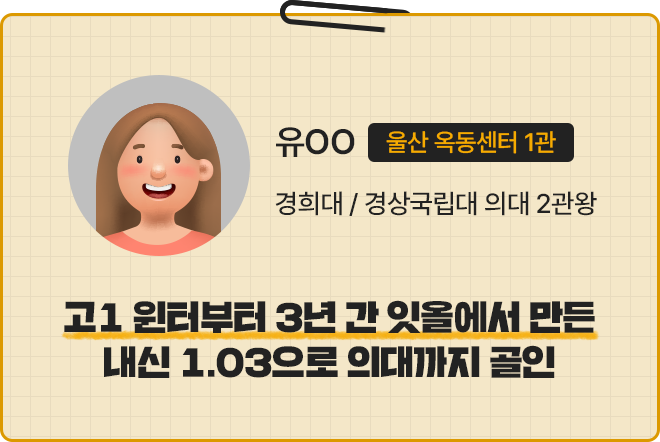 유OO 울산 옥동센터 1관
경희대 / 경상국립대 의대 2관왕
고1 윈터부터 3년 간 잇올에서 만든
내신 1.03으로 의대까지 골인